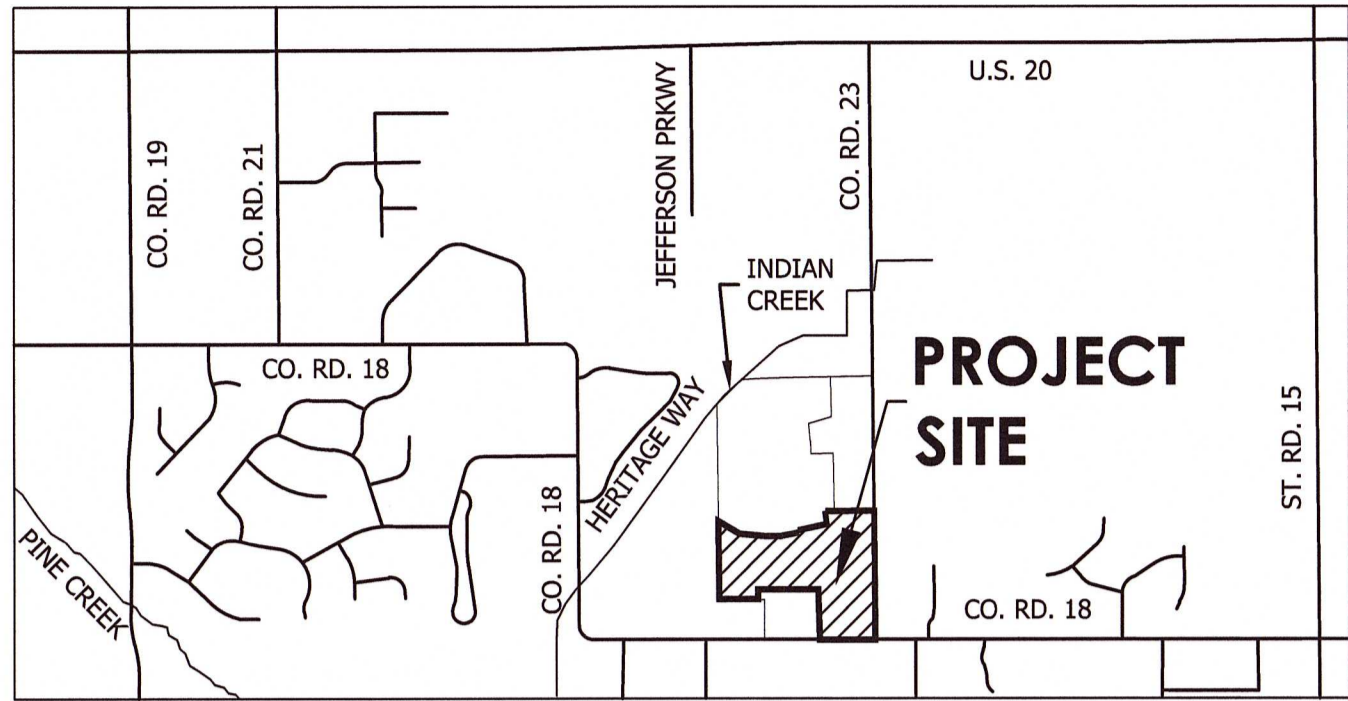 U.S. 20
CO. RD. 19
CO. RD. 21
JEFFERSON PRKWY
CO. RD. 23
INDIAN
CREEK
PROJECT
SITE
CO. RD. 18
HERITAGE WAY
ST. RD. 15
PINE CREEK
CO. RD. 18
CO. RD. 18